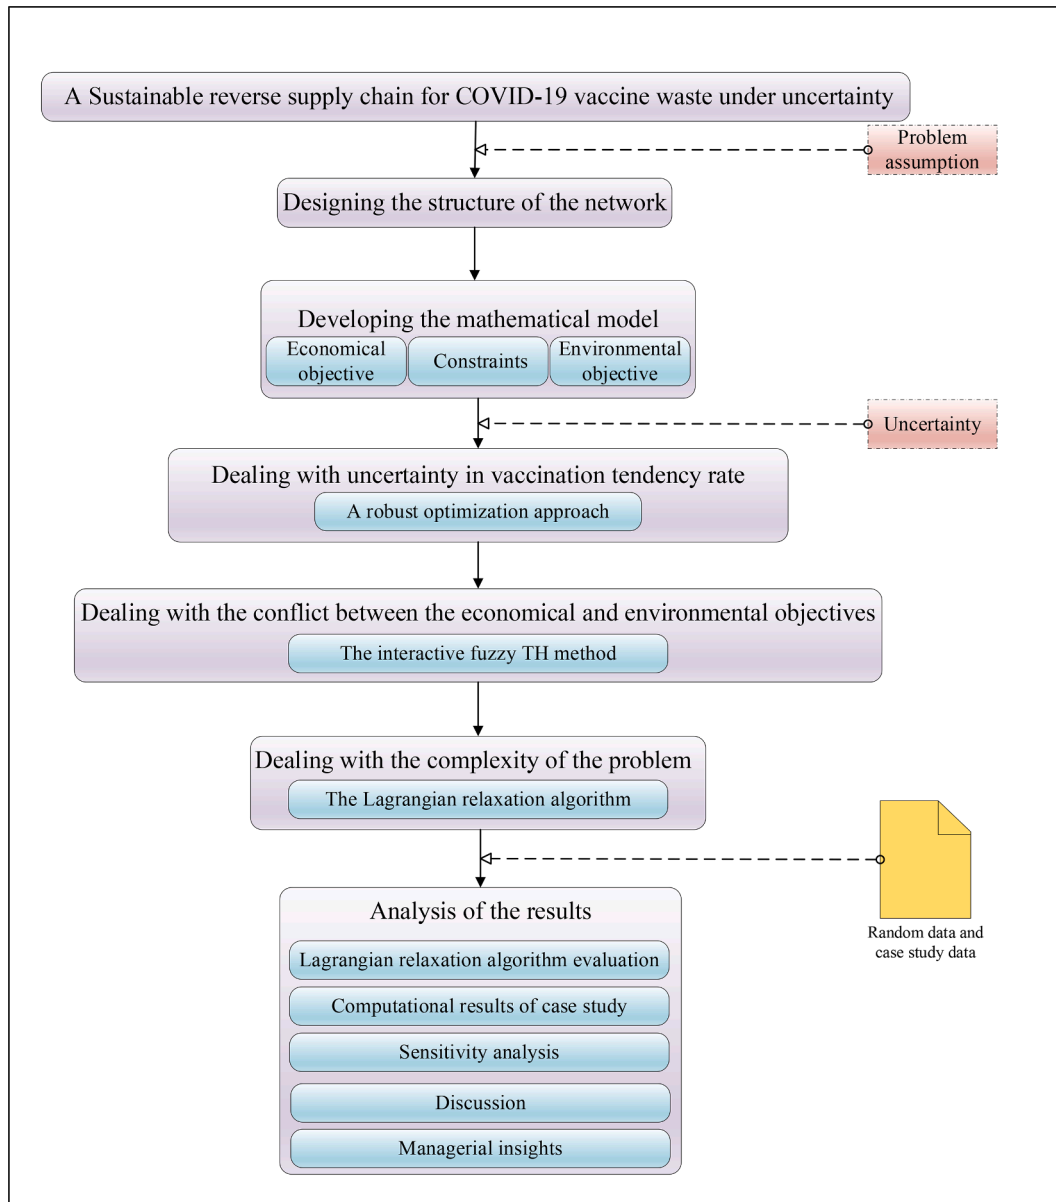 A Sustainable reverse supply chain for COVID-19 vaccine waste under uncertainty
Problem
assumption
Designing the structure of the network
Developing the mathematical model
Economical
objective
Constraints
Environmental
objective
Uncertainty
Dealing with uncertainty in vaccination tendency rate
A robust optimization approach
Dealing with the conflict between the economical and environmental objectives
The interactive fuzzy TH method
Dealing with the complexity of the problem
The Lagrangian relaxation algorithm
Random data and
case study data
Analysis of the results
Lagrangian relaxation algorithm evaluation
Computational results of case study
Sensitivity analysis
Discussion
Managerial insights